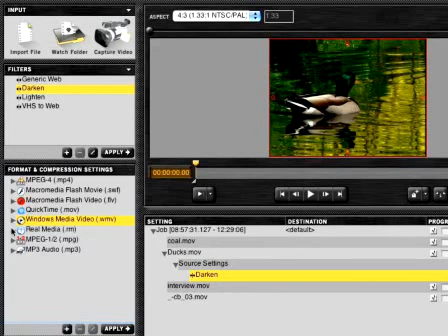 INPUT
Import File Watch Folder Capture Video
FILTERS
Generic Web
Darken
Lighten
VHS to Web
APPLY
FORMAT & COMPRESSION SETTINGS
MPEG-4 (.mp4)
Macromedia Flash Movie (.swf)
Macromedia Flash Video (.flv)
QuickTime (.mov)
Windows Media Video (.wmv)
Real Media (.rm)
MPEG-1/2 (.mpg)
MP3 Audio (.mp3)
APPLY
ASPECT 4:3 (1.33:1 NTSC/PAL) 1.33
00:00:00.00
SETTING DESTINATION PROGR
Job [08:57:31.127 - 12:29:06] <default>
coal.mov
Ducks.mov
Source Settings
Darken
interview.mov
_-cb_03.mov